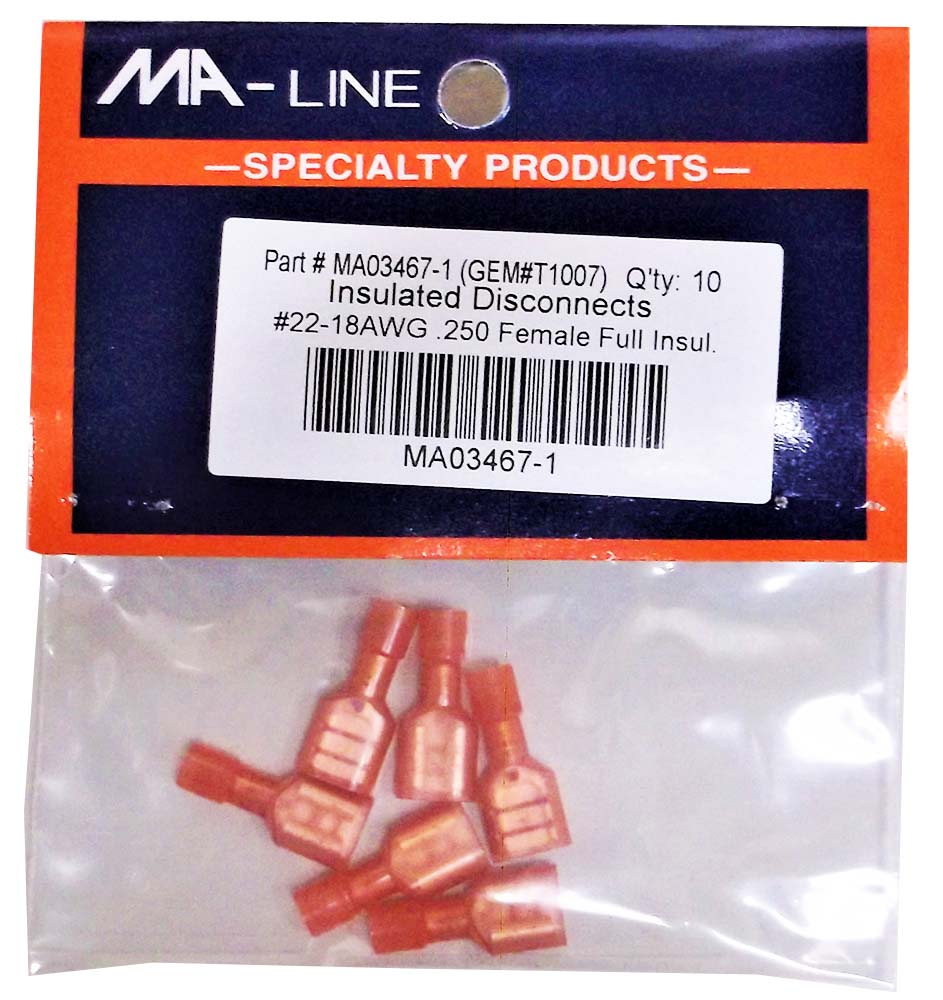 MA-LINE
—SPECIALTY PRODUCTS—
Part # MA03467-1 (GEM#T1007) Q'ty: 10
Insulated Disconnects
#22-18AWG .250 Female Full Insul.
MA03467-1